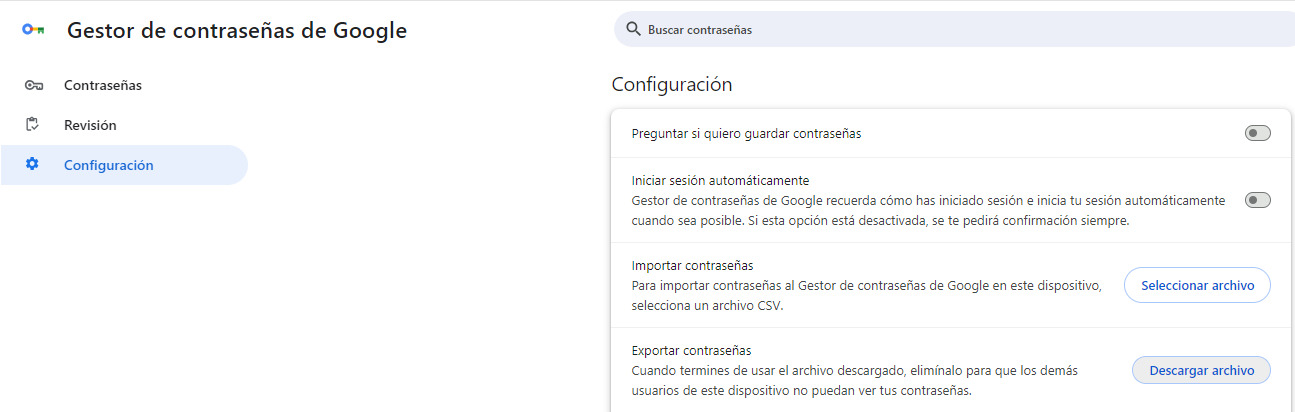 Gestor de contraseñas de Google
Buscar contraseñas
Contraseñas
Revisión
Configuración
Configuración
Preguntar si quiero guardar contraseñas
Iniciar sesión automáticamente
Gestor de contraseñas de Google recuerda cómo has iniciado sesión e inicia tu sesión automáticamente
cuando sea posible. Si esta opción está desactivada, se te pedirá confirmación siempre.
Importar contraseñas
Para importar contraseñas al Gestor de contraseñas de Google en este dispositivo,
selecciona un archivo CSV.
Seleccionar archivo
Exportar contraseñas
Cuando termines de usar el archivo descargado, elimínalo para que los demás
usuarios de este dispositivo no puedan ver tus contraseñas.
Descargar archivo